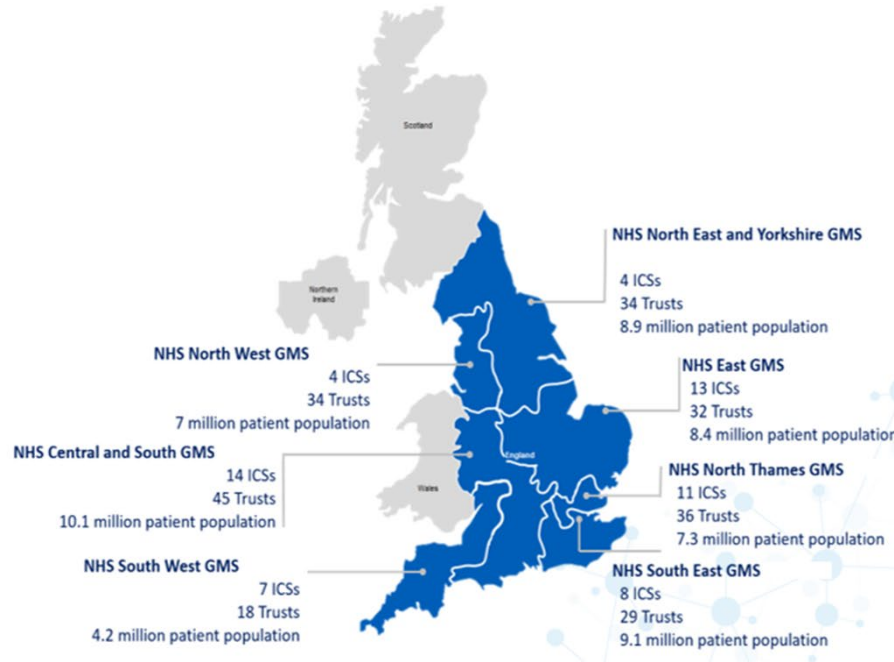 Scotland
Northern
Ireland
NHS North East and Yorkshire GMS
4 ICSs
34 Trusts
8.9 million patient population
NHS North West GMS
4 ICSs
34 Trusts
7 million patient population
NHS East GMS
13 ICSs
32 Trusts
8.4 million patient population
NHS Central and South GMS
14 ICSs
45 Trusts
10.1 million patient population
England
Wales
NHS North Thames GMS
11 ICSs
36 Trusts
7.3 million patient population
NHS South West GMS
7 ICSs
18 Trusts
4.2 million patient population
NHS South East GMS
8 ICSs
29 Trusts
9.1 million patient population